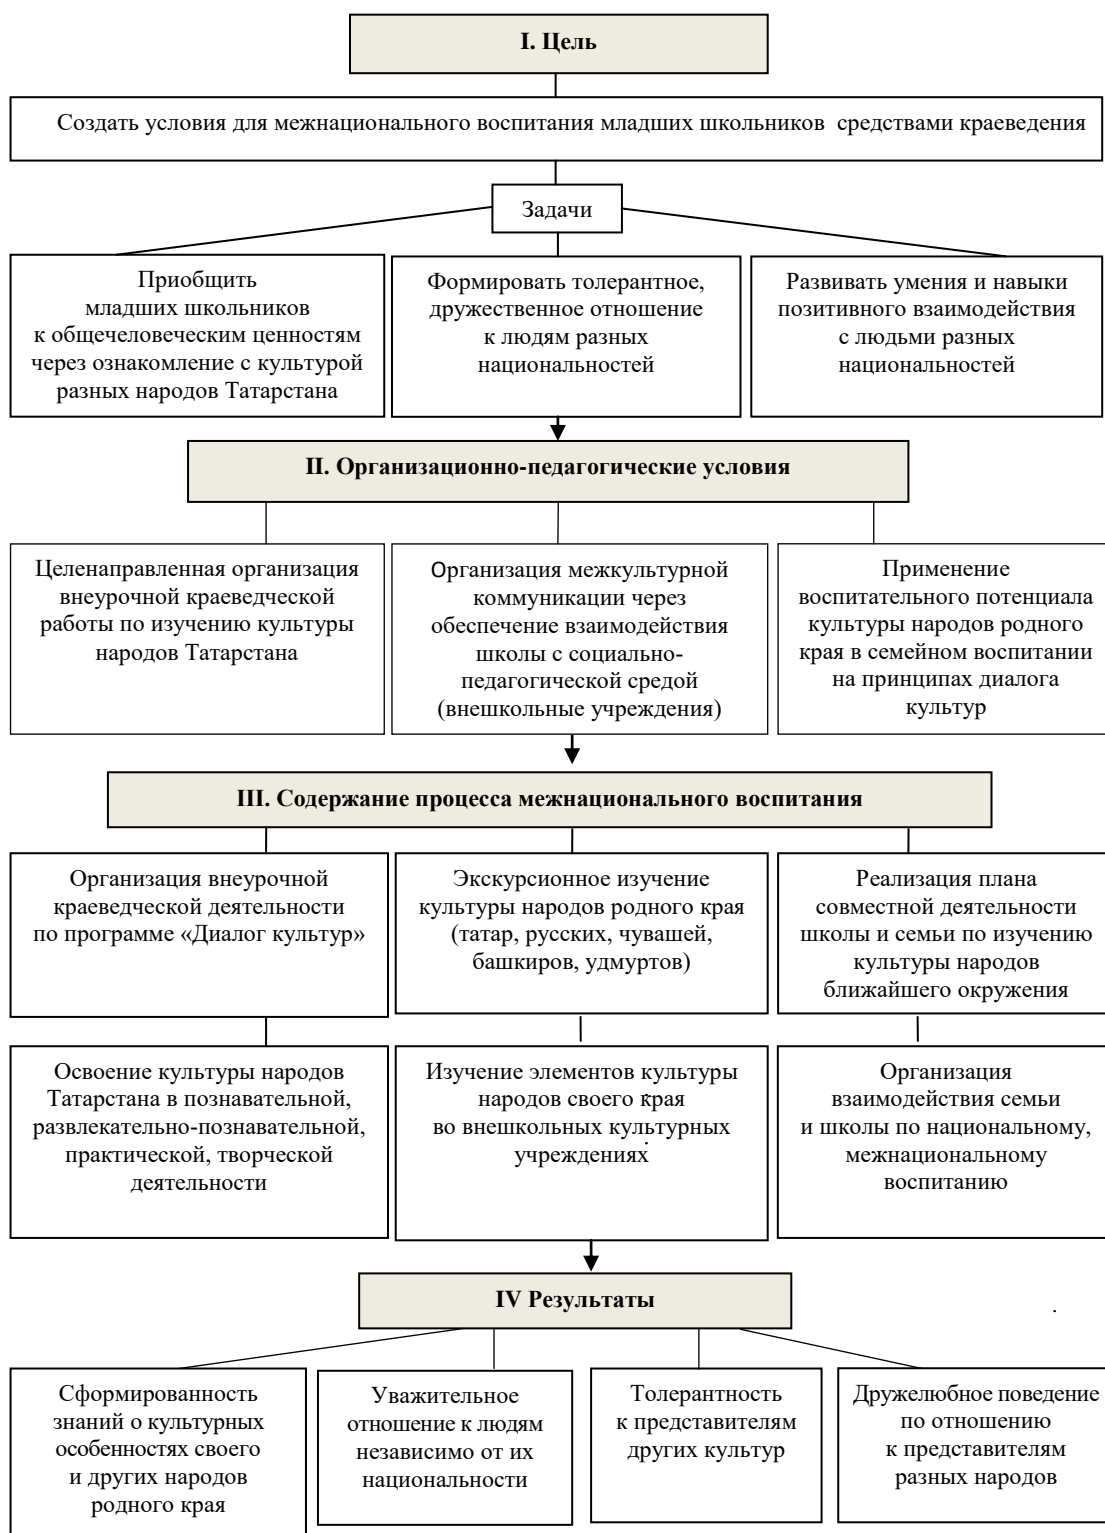 I. Цель
Создать условия для межнационального воспитания младших школьников средствами краеведения
Задачи
Приобщить
младших школьников
к общечеловеческим ценностям
через ознакомление с культурой
разных народов Татарстана
Формировать толерантное,
дружественное отношение
к людям разных
национальностей
Развивать умения и навыки
позитивного взаимодействия
с людьми разных
национальностей
II. Организационно-педагогические условия
Целенаправленная организация
внеурочной краеведческой
работы по изучению культуры
народов Татарстана
Организация межкультурной
коммуникации через
обеспечение взаимодействия
школы с социально-
педагогической средой
(внешкольные учреждения)
Применение
воспитательного потенциала
культуры народов родного
края в семейном воспитании
на принципах диалога
культур
III. Содержание процесса межнационального воспитания
Организация внеурочной
краеведческой деятельности
по программе «Диалог культур»
Экскурсионное изучение
культуры народов родного края
(татар, русских, чувашей,
башкиров, удмуртов)
Реализация плана
совместной деятельности
школы и семьи по изучению
культуры народов
ближайшего окружения
Освоение культуры народов
Татарстана в познавательной,
развлекательно-познавательной,
практической, творческой
деятельности
Изучение элементов культуры
народов своего края
во внешкольных культурных
учреждениях
Организация
взаимодействия семьи
и школы по национальному,
межнациональному
воспитанию
IV Результаты
Сформированность
знаний о культурных
особенностях своего
и других народов
родного края
Уважительное
отношение к людям
независимо от их
национальности
Толерантность
к представителям
других культур
Дружелюбное поведение
по отношению
к представителям
разных народов